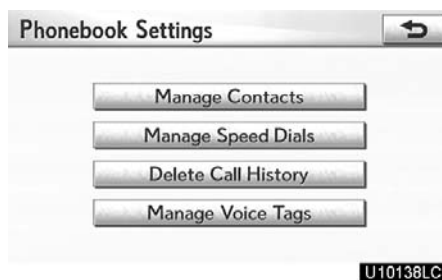 Phonebook Settings
Manage Contacts
Manage Speed Dials
Delete Call History
Manage Voice Tags
U10138LC